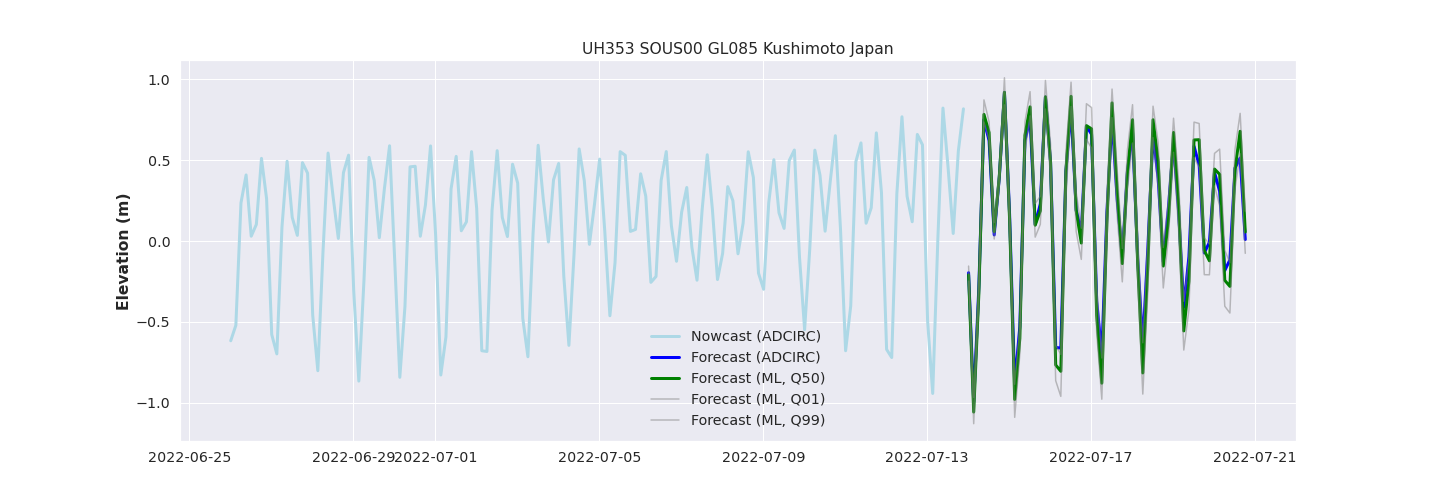 UH353 SOUS00 GL085 Kushimoto Japan
Elevation (m)
1.0
0.5
0.0
−0.5
−1.0
Nowcast (ADCIRC)
Forecast (ADCIRC)
Forecast (ML, Q50)
Forecast (ML, Q01)
Forecast (ML, Q99)
2022-06-25 2022-06-29 2022-07-01 2022-07-05 2022-07-09 2022-07-13 2022-07-17 2022-07-21